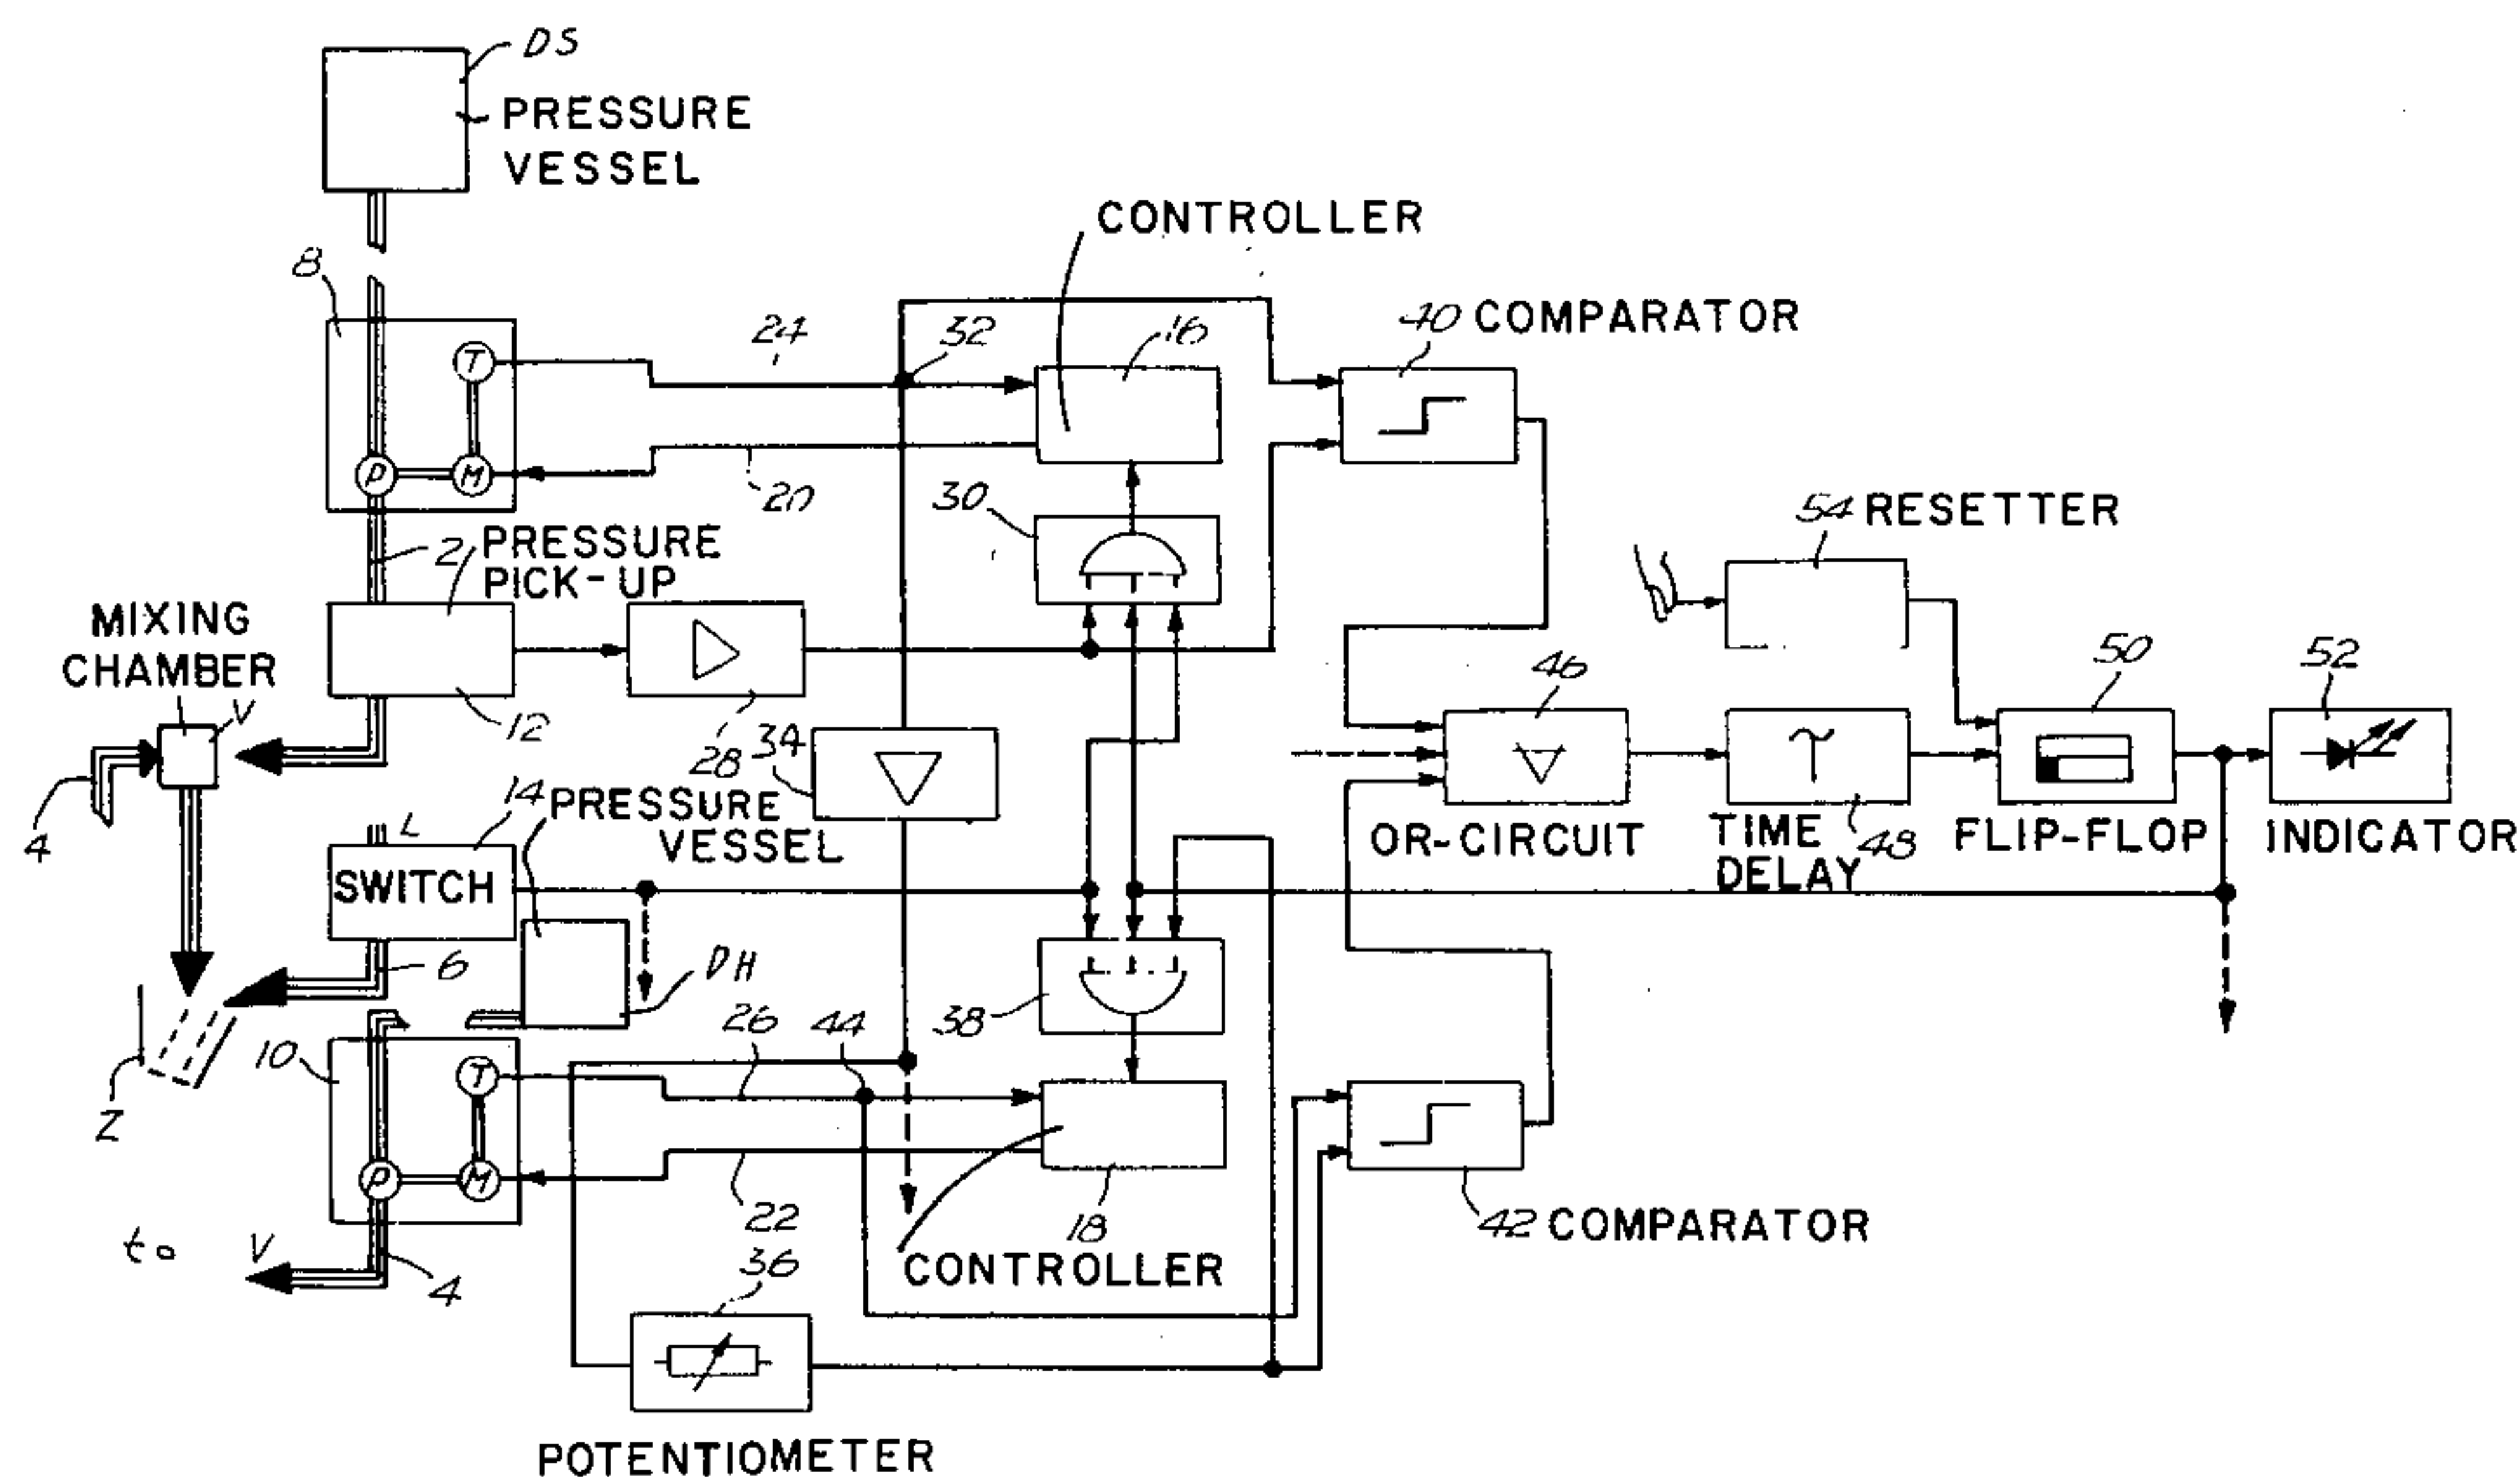 DS
PRESSURE
VESSEL
CONTROLLER
8
24
32
16
40 COMPARATOR
T
P
M
20
30
54 RESETTER
2
PRESSURE
PICK-UP
MIXING
CHAMBER
V
12
28
34
46
50
52
4
L
14
PRESSURE
VESSEL
OR-CIRCUIT
TIME
DELAY
48
FLIP-FLOP
INDICATOR
SWITCH
6
DH
38
26
44
10
Z
T
P
M
22
18
42 COMPARATOR
to V
4
CONTROLLER
36
POTENTIOMETER